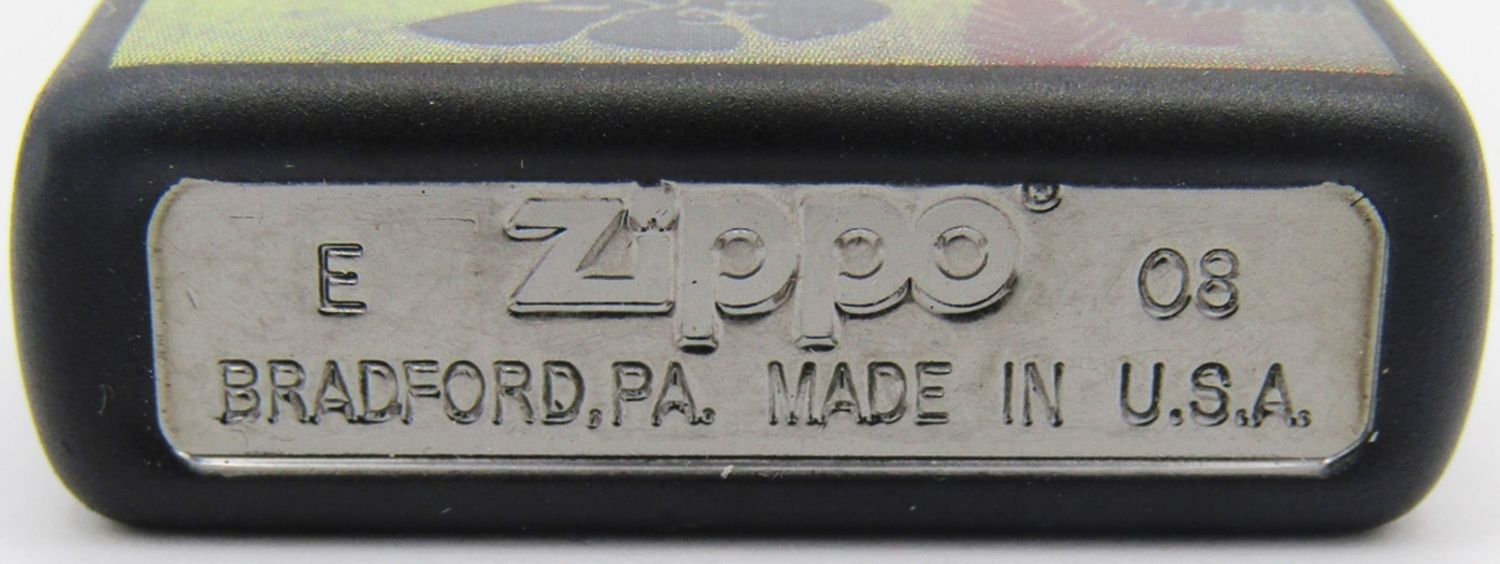 E Zippo® 08
BRADFORD, PA. MADE IN U.S.A.